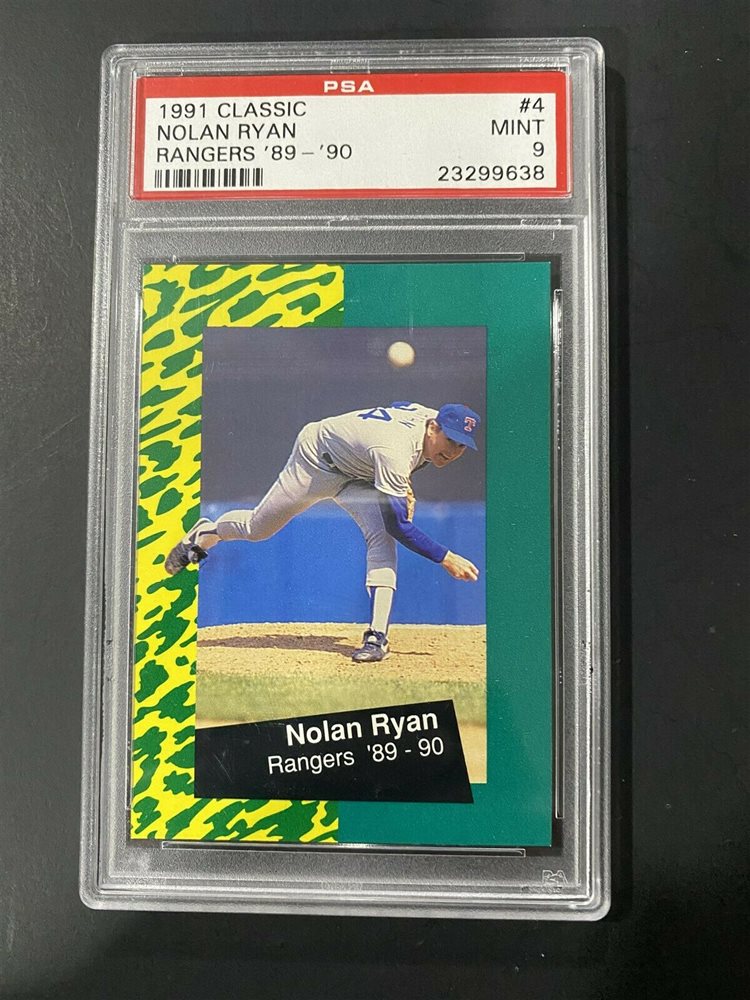 PSA
1991 CLASSIC #4
NOLAN RYAN MINT
RANGERS '89-'90 9
23299638
T
Nolan Ryan
Rangers '89 - 90